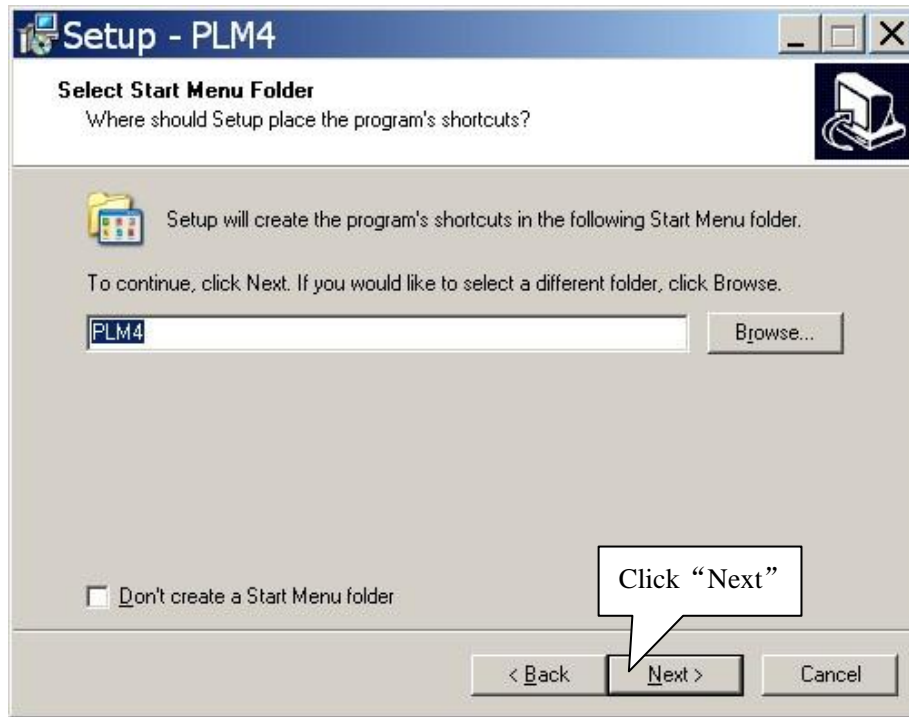 Setup - PLM4
Select Start Menu Folder
Where should Setup place the program's shortcuts?
Setup will create the program's shortcuts in the following Start Menu folder.
To continue, click Next. If you would like to select a different folder, click Browse.
PLM4
Browse...
Click “Next”
Don't create a Start Menu folder
< Back
Next >
Cancel